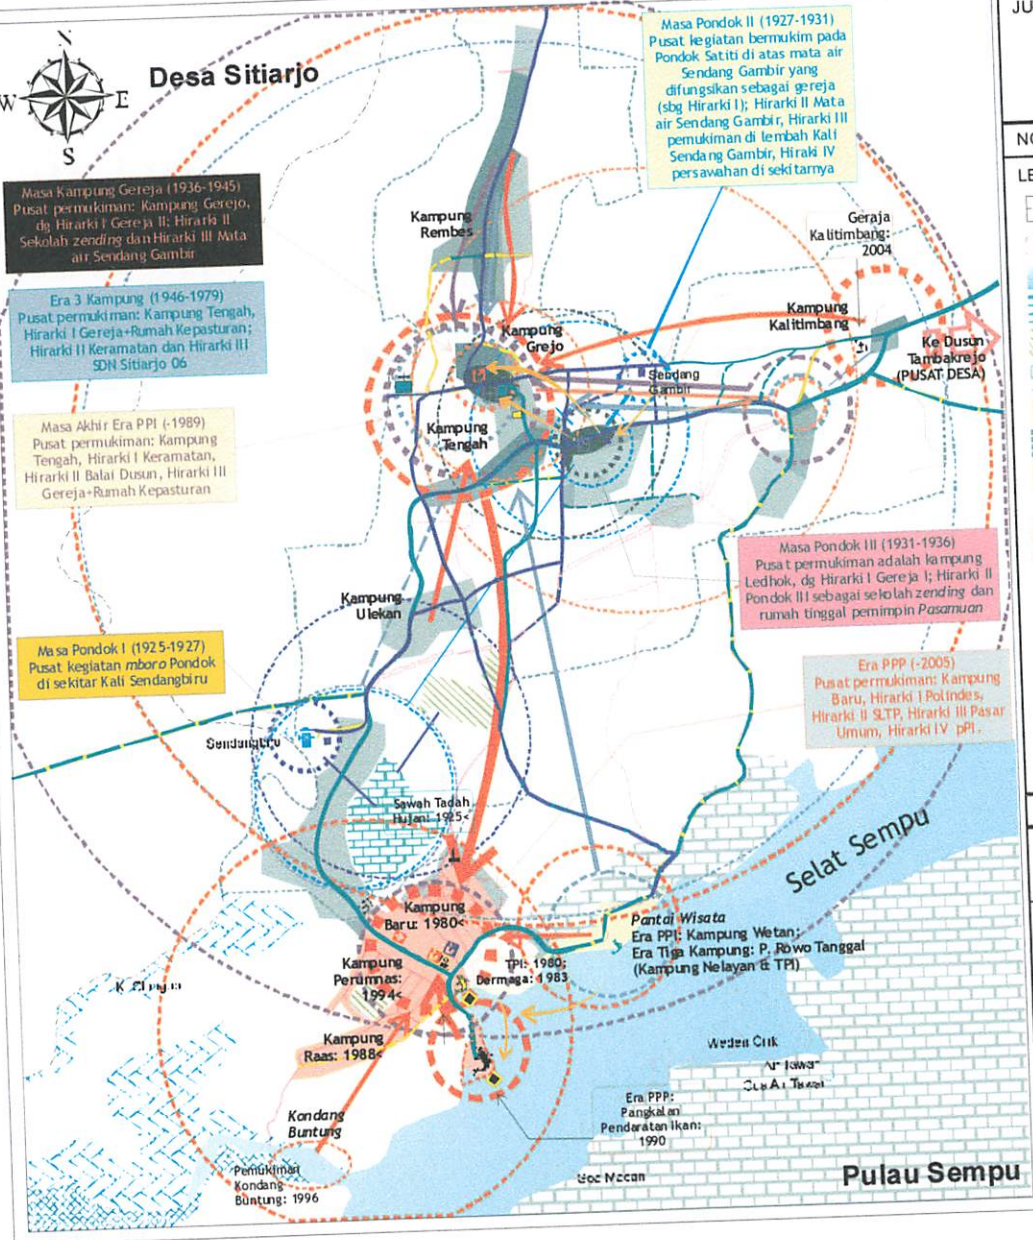 JU
NO
LE
N
W
E
S
Desa Sitiarjo
Masa Pondok II (1927-1931)
Pusat kegiatan bermukim pada
Pondok Satiti di atas mata air
Sendang Gambir yang
difungsikan sebagai gereja
(sbg Hirarki I); Hirarki II Mata
air Sendang Gambir, Hirarki III
pemukiman di lembah Kali
Sendang Gambir, Hiraki IV
persawahan di sekitarnya
Masa Kampung Gereja (1936-1945)
Pusat permukiman: Kampung Gerejo,
dg Hirarki I Gereja II; Hirarki II
Sekolah zending dan Hirarki III Mata
air Sendang Gambir
Kampung
Rembes
Geraja
Kalitimbang:
2004
Era 3 Kampung (1946-1979)
Pusat permukiman: Kampung Tengah,
Hirarki I Gereja+Rumah Kepasturan;
Hirarki II Keramatan dan Hirarki III
SDN Sitiarjo 06
Kampung
Kalitimbang
Kampung
Grejo
Ke Dusun
Tambakrejo
(PUSAT DESA)
Sendang
Gambir
Masa Akhir Era PPI (-1989)
Pusat permukiman: Kampung
Tengah, Hirarki I Keramatan,
Hirarki II Balai Dusun, Hirarki III
Gereja+Rumah Kepasturan
Kampung
Tengah
Masa Pondok III (1931-1936)
Pusat permukiman adalah kampung
Ledhok, dg Hirarki I Gereja I; Hirarki II
Pondok III sebagai sekolah zending dan
rumah tinggal pemimpin Pasamuan
Kampung
Ulekan
Masa Pondok I (1925-1927)
Pusat kegiatan mboro Pondok
di sekitar Kali Sendangbiru
Era PPP (-2005)
Pusat permukiman: Kampung
Baru, Hirarki I Polindes,
Hirarki II SLTP, Hirarki III Pasar
Umum, Hirarki IV pPI.
Sendangbiru
Sawah Tadah
Hujan: 1925<
Selat Sempu
Kampung
Baru: 1980<
Pantai Wisata
Era PPI: Kampung Wetan;
Era Tiga Kampung: P. Rowo Tanggal
(Kampung Nelayan & TPI)
TPI: 1980;
Dermaga: 1983
Kampung
Perumnas:
1994<
Kampung
Raas: 1988<
Era PPP:
Pangkalan
Pendaratan Ikan:
1990
Kondang
Buntung
Pemukiman
Kondang
Buntung: 1996
Pulau Sempu